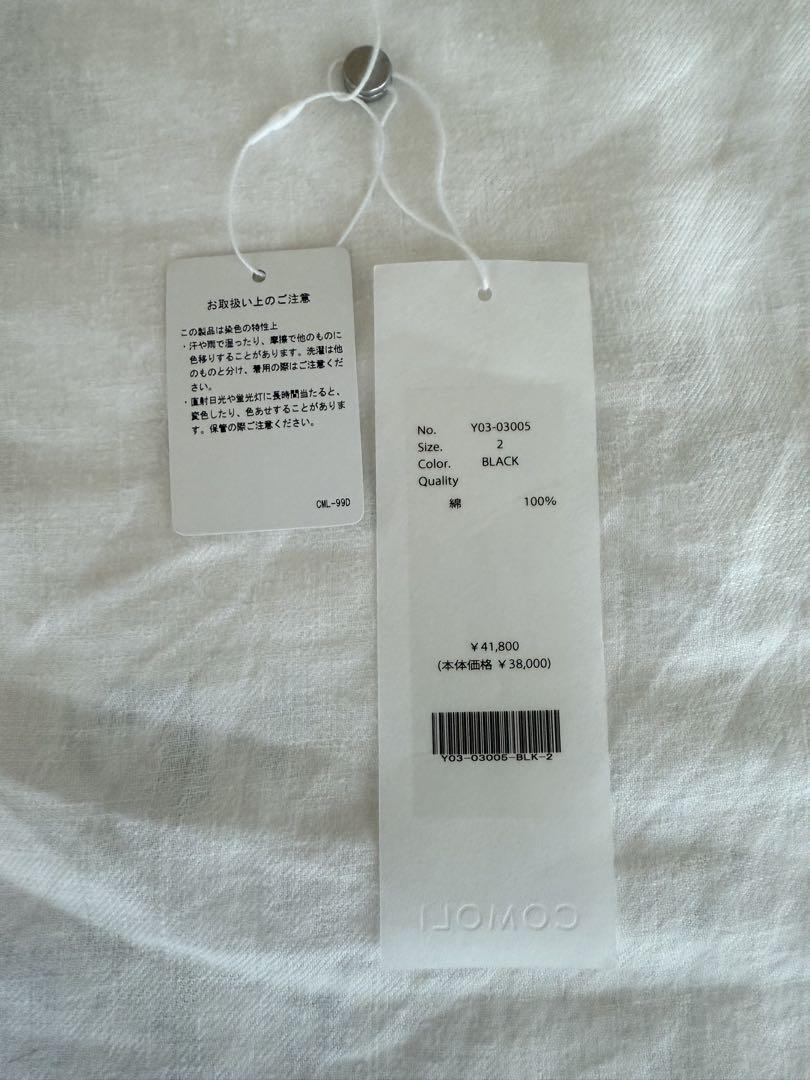 お取扱い上のご注意
この製品は染色の特性上
・汗や雨で湿ったり、摩擦で他のものに
色移りすることがあります。洗濯は他
のものと分け、着用の際はご注意くだ
さい。
・直射日光や蛍光灯に長時間当たると、
変色したり、色あせすることがありま
す。保管の際ご注意ください。
CML-99D
No. Y03-03005
Size. 2
Color. BLACK
Quality
綿 100%
¥41,800
(本体価格 ¥38,000)
Y03-03005-BLK-2
COMOLI